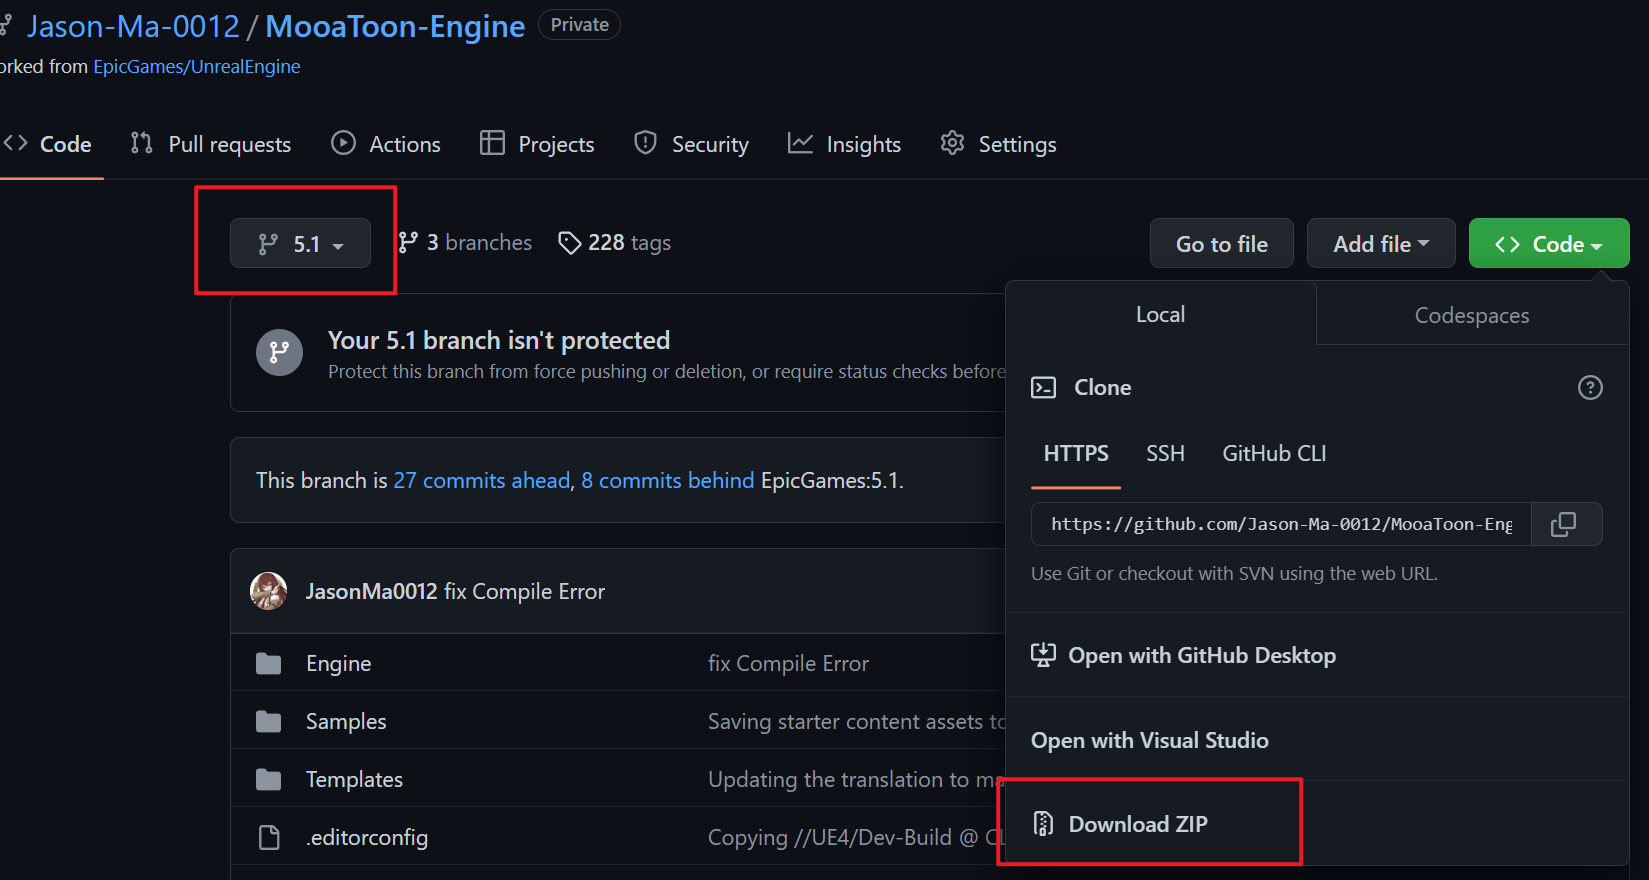 Jason-Ma-0012 / MooaToon-Engine Private
orked from EpicGames/UnrealEngine
Code Pull requests Actions Projects Security Insights Settings
5.1 3 branches 228 tags Go to file Add file Code
Local Codespaces
Your 5.1 branch isn't protected
Protect this branch from force pushing or deletion, or require status checks before
Clone
HTTPS SSH GitHub CLI
This branch is 27 commits ahead, 8 commits behind EpicGames:5.1.
https://github.com/Jason-Ma-0012/MooaToon-Eng
Use Git or checkout with SVN using the web URL.
JasonMa0012 fix Compile Error
Engine fix Compile Error
Open with GitHub Desktop
Samples Saving starter content assets to
Open with Visual Studio
Templates Updating the translation to ma
Download ZIP
.editorconfig Copying //UE4/Dev-Build @ CL